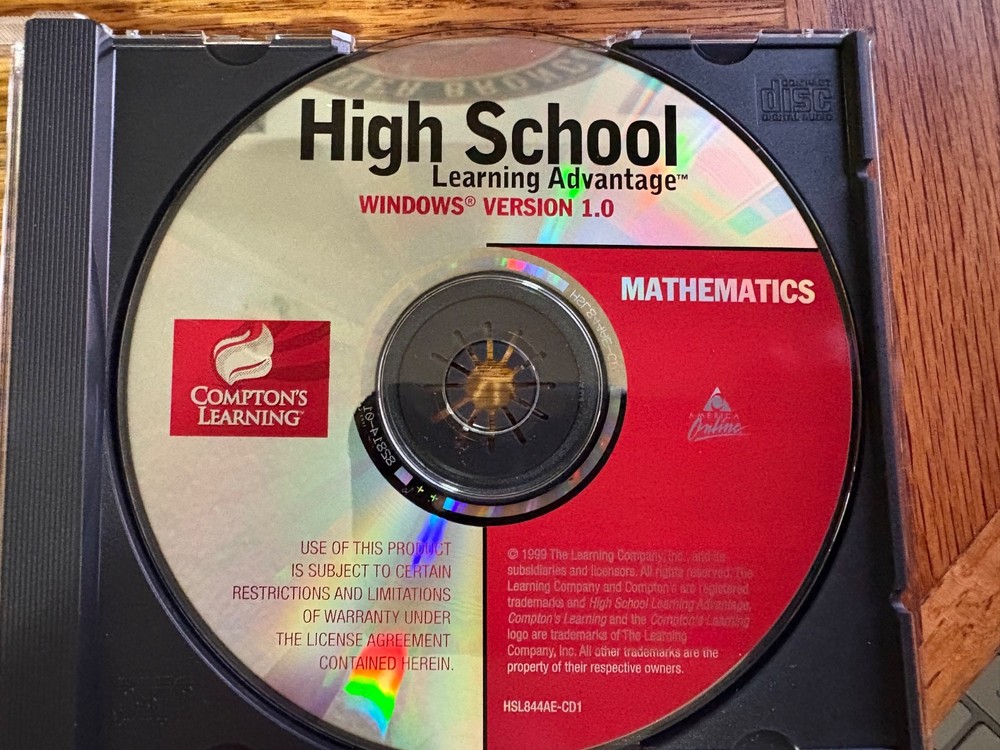 COMPACT
disc
DIGITAL AUDIO
High School
Learning Advantage™
WINDOWS® VERSION 1.0
MATHEMATICS
COMPTON'S
LEARNING™
AMERICA
Online
USE OF THIS PRODUCT
IS SUBJECT TO CERTAIN
RESTRICTIONS AND LIMITATIONS
OF WARRANTY UNDER
THE LICENSE AGREEMENT
CONTAINED HEREIN.
© 1999 The Learning Company, Inc., and its
subsidiaries and licensors. All rights reserved. The
Learning Company and Compton's are registered
trademarks and High School Learning Advantage,
Compton's Learning and the Compton's Learning
logo are trademarks of The Learning
Company, Inc. All other trademarks are the
property of their respective owners.
HSL844AE-CD1